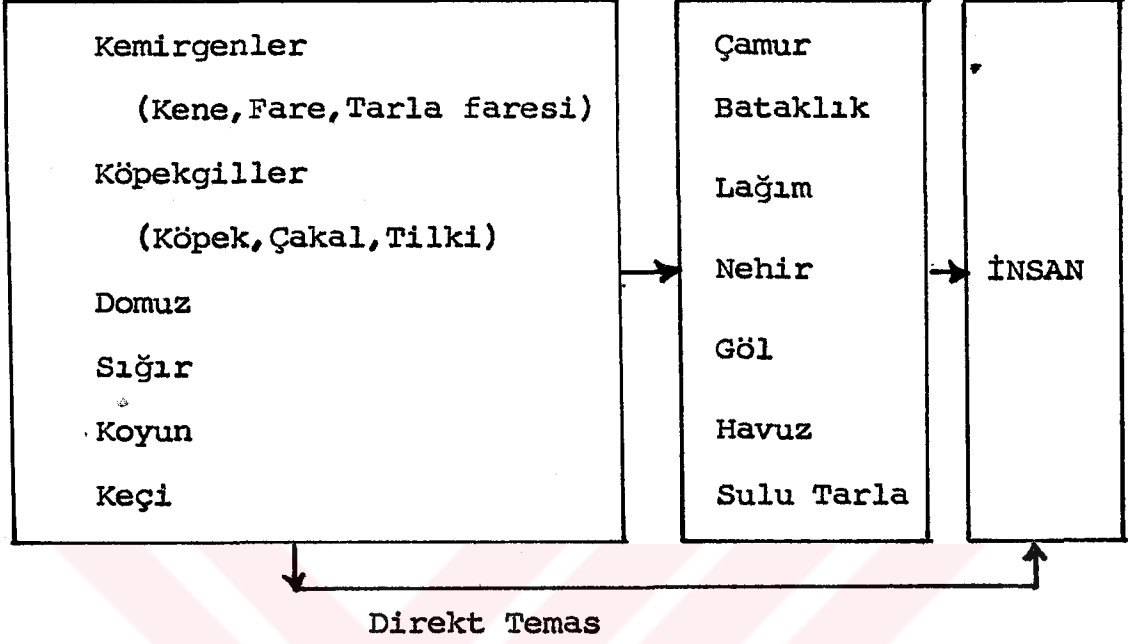 Kemirgenler
(Kene,Fare,Tarla faresi)
Köpekgiller
(Köpek,Çakal,Tilki)
Domuz
Sığır
Koyun
Keçi
Çamur
Bataklık
Lağım
Nehir
Göl
Havuz
Sulu Tarla
İNSAN
Direkt Temas